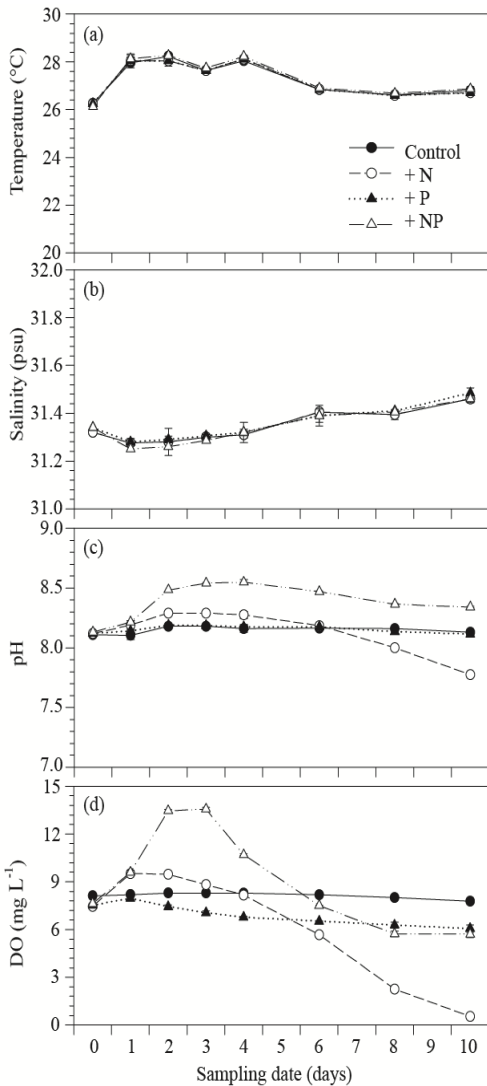 (a)
Temperature (°C)
30
28
26
24
22
20
Control
+ N
+ P
+ NP
(b)
Salinity (psu)
32.0
31.8
31.6
31.4
31.2
31.0
(c)
pH
9.0
8.5
8.0
7.5
7.0
(d)
DO (mg L⁻¹)
15
12
9
6
3
0
0 1 2 3 4 5 6 7 8 9 10
Sampling date (days)